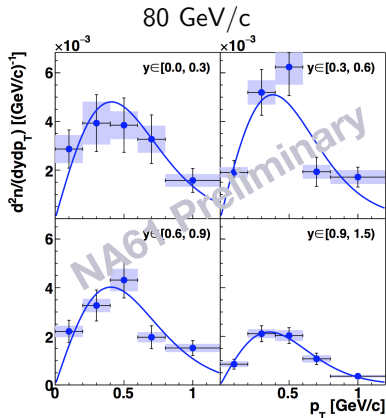 80 GeV/c
×10⁻³ ×10⁻³
d²n/(dydp_T) [(GeV/c)⁻¹]
y∈[0.0, 0.3) y∈[0.3, 0.6)
6
4
2
y∈[0.6, 0.9) y∈[0.9, 1.5)
6
4
2
0
0 0.5 1 0.5 1
p_T [GeV/c]
NA61 Preliminary